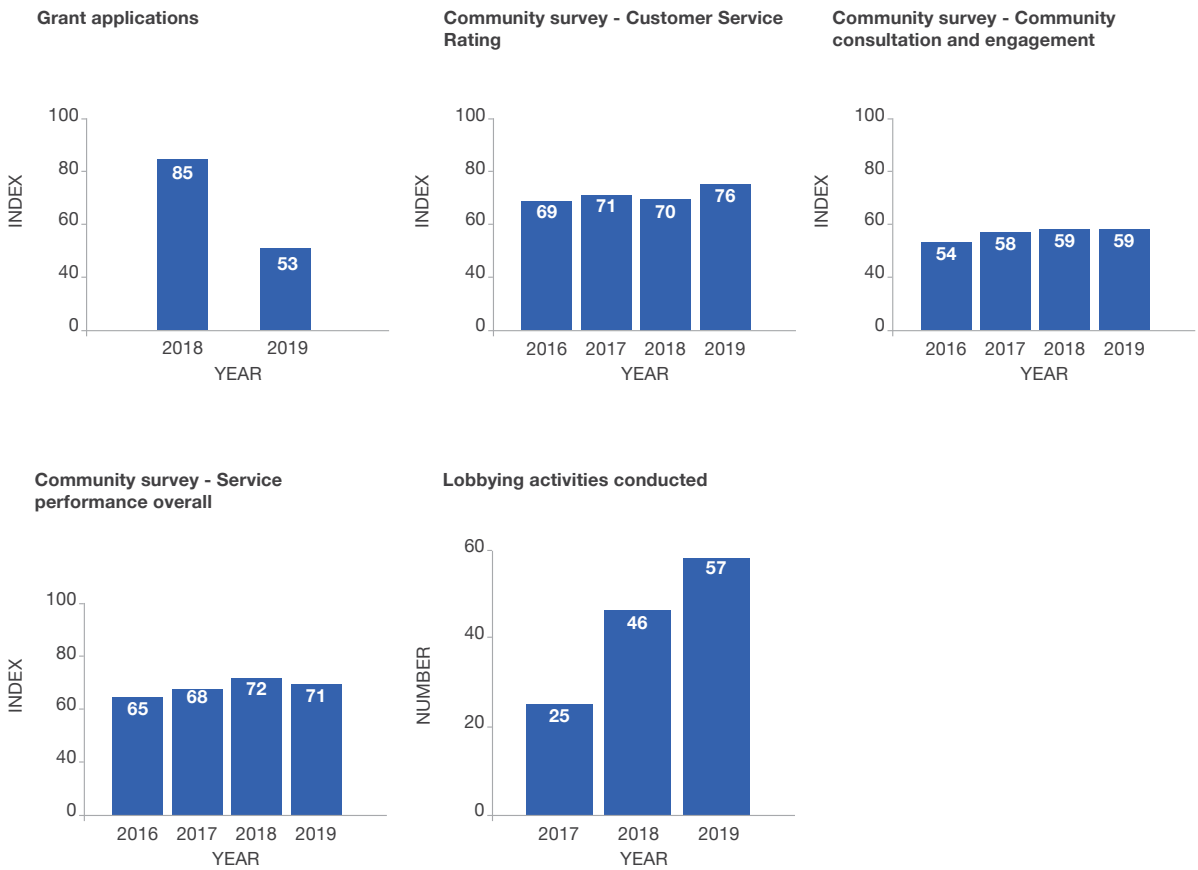 Grant applications
100
80
60
40
0
INDEX
85
53
2018 2019
YEAR
Community survey - Customer Service
Rating
100
80
60
40
0
INDEX
69
71
70
76
2016 2017 2018 2019
YEAR
Community survey - Community
consultation and engagement
100
80
60
40
0
INDEX
54
58
59
59
2016 2017 2018 2019
YEAR
Community survey - Service
performance overall
100
80
60
40
0
INDEX
65
68
72
71
2016 2017 2018 2019
YEAR
Lobbying activities conducted
60
40
20
0
NUMBER
25
46
57
2017 2018 2019
YEAR